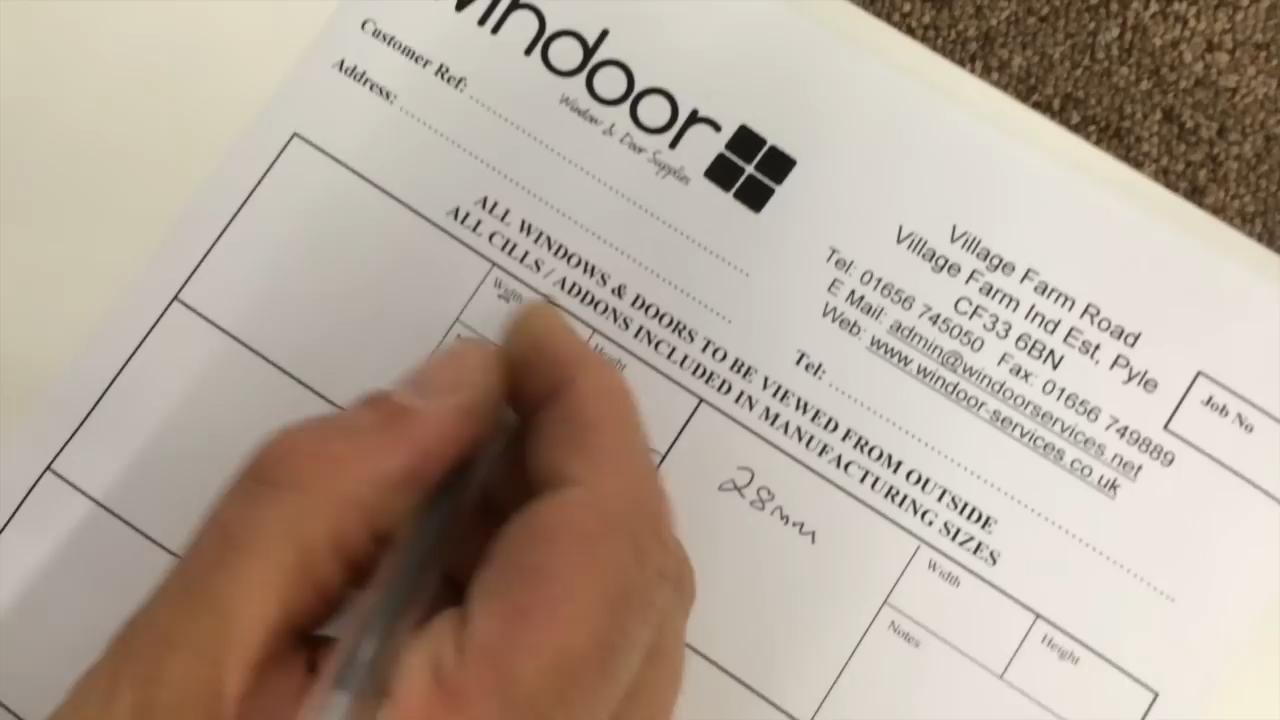 windoor
Window & Door Supplies
Customer Ref: ........................
Address: ........................
Village Farm Road
Village Farm Ind Est, Pyle
CF33 6BN
Tel: 01656 745050 Fax: 01656 749889
E Mail: admin@windoorservices.net
Web: www.windoor-services.co.uk
Tel: ........................
Job No
ALL WINDOWS & DOORS TO BE VIEWED FROM OUTSIDE
ALL CILLS / ADDONS INCLUDED IN MANUFACTURING SIZES
Width
Height
28mm
Width
Height
Notes